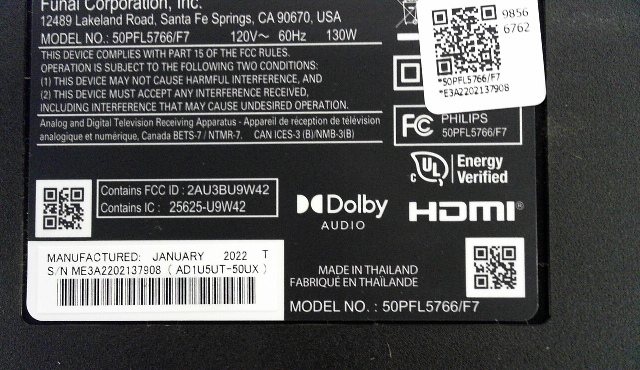 Funai Corporation, Inc.
12489 Lakeland Road, Santa Fe Springs, CA 90670, USA
MODEL NO. : 50PFL5766/F7 120V~ 60Hz 130W
THIS DEVICE COMPLIES WITH PART 15 OF THE FCC RULES.
OPERATION IS SUBJECT TO THE FOLLOWING TWO CONDITIONS:
(1) THIS DEVICE MAY NOT CAUSE HARMFUL INTERFERENCE, AND
(2) THIS DEVICE MUST ACCEPT ANY INTERFERENCE RECEIVED,
INCLUDING INTERFERENCE THAT MAY CAUSE UNDESIRED OPERATION.
Analog and Digital Television Receiving Apparatus - Appareil de réception de télévision
analogique et numérique, Canada BETS-7 / NTMR-7. CAN ICES-3 (B)/NMB-3(B)
9856
6762
*50PFL5766/F7
*E3A2202137908
FC PHILIPS
50PFL5766/F7
c UL Energy
Verified
Contains FCC ID : 2AU3BU9W42
Contains IC : 25625-U9W42
Dolby
AUDIO
HDMI®
MANUFACTURED: JANUARY 2022 T
S/N ME3A2202137908 ( AD1U5UT-50UX )
MADE IN THAILAND
FABRIQUÉ EN THAÏLANDE
MODEL NO. : 50PFL5766/F7